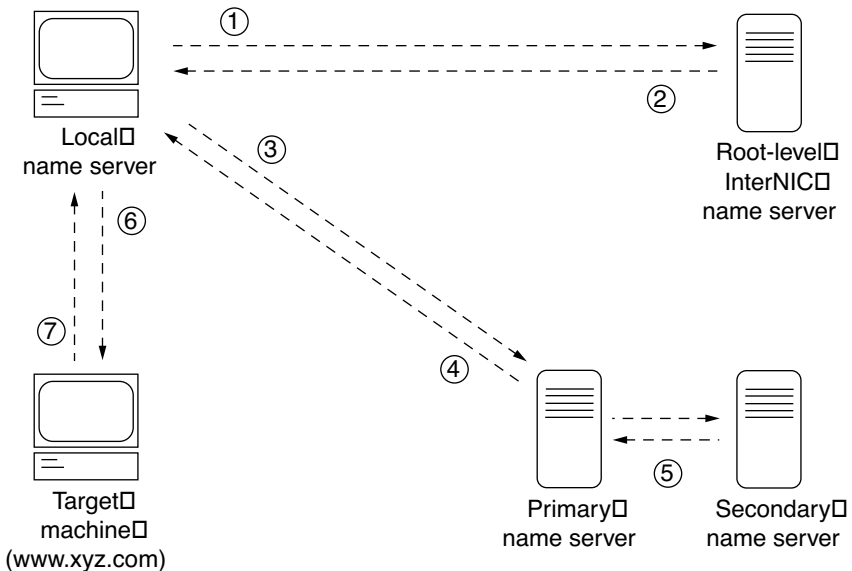 ①
②
Local□
name server
Root-level□
InterNIC□
name server
③
⑥
⑦
④
⑤
Target□
machine□
(www.xyz.com)
Primary□
name server
Secondary□
name server